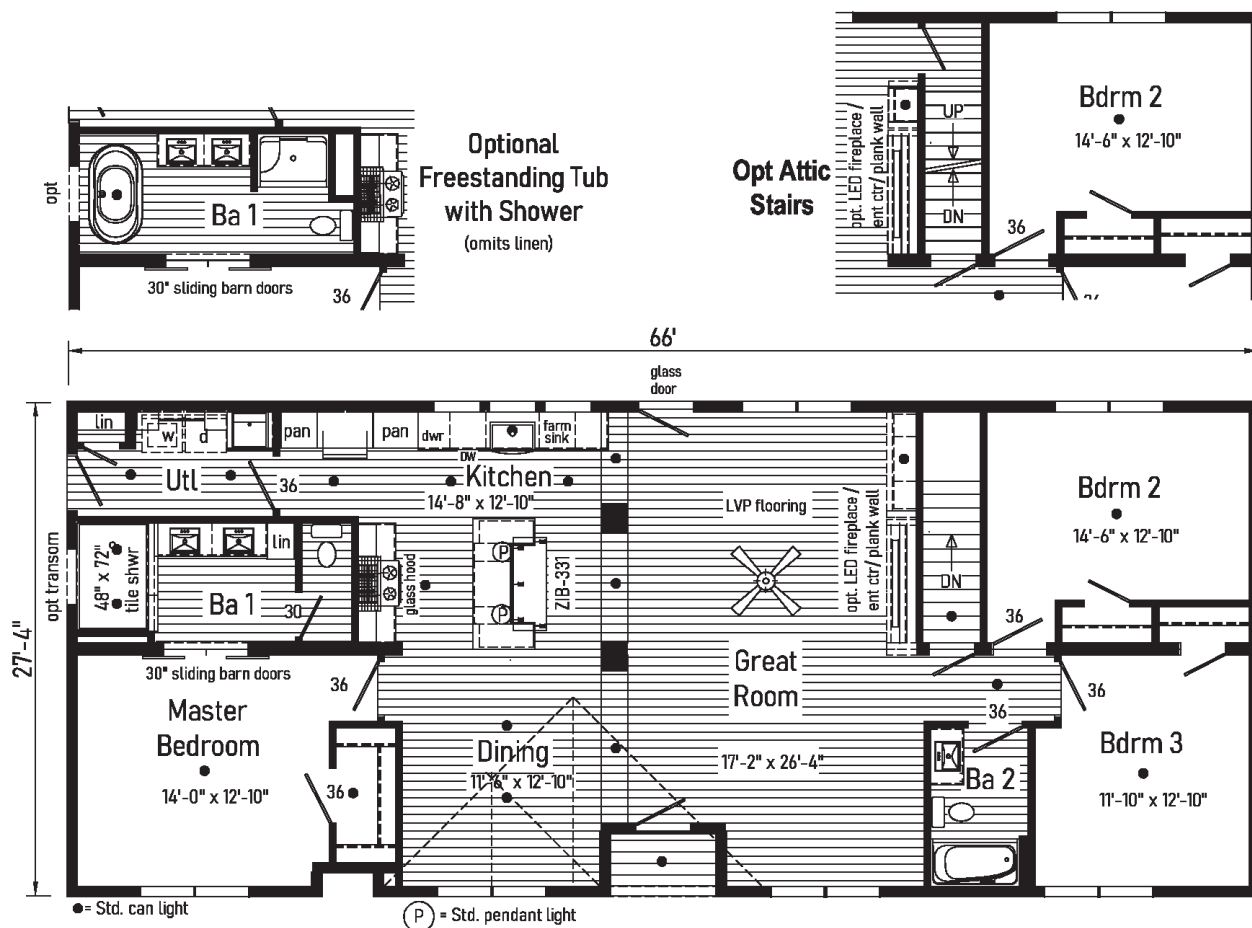 Optional
Freestanding Tub
with Shower
(omits linen)
opt
Ba 1
30" sliding barn doors
36
Opt Attic
Stairs
opt. LED fireplace/
ent ctr/ plank wall
UP
DN
36
Bdrm 2
14'-6" x 12'-10"
66'
27'-4"
glass
door
lin
w
d
pan
pan
dwr
DW
farm
sink
Utl
36
Kitchen
14'-8" x 12'-10"
LVP flooring
opt transom
48" x 72"
tile shwr
lin
Ba 1
30
glass hood
P
P
ZIB-331
opt. LED fireplace/
ent ctr/ plank wall
DN
Bdrm 2
14'-6" x 12'-10"
36
30" sliding barn doors
36
Master
Bedroom
14'-0" x 12'-10"
36
Dining
11'-6" x 12'-10"
Great
Room
17'-2" x 26'-4"
36
36
Ba 2
Bdrm 3
11'-10" x 12'-10"
●= Std. can light
P = Std. pendant light